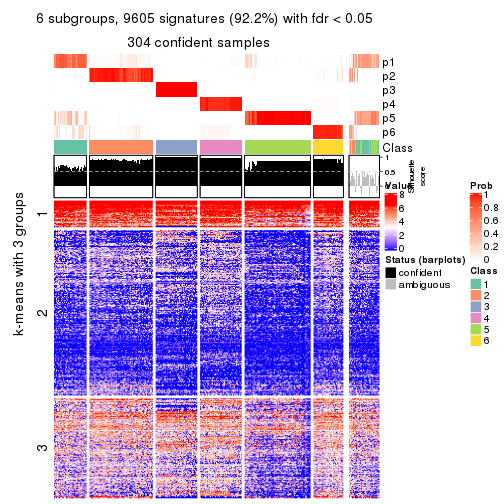 6 subgroups, 9605 signatures (92.2%) with fdr < 0.05
304 confident samples
p1
p2
p3
p4
p5
p6
Class
1
0.5
0
Silhouette
score
k-means with 3 groups
1
2
3
Value
8
6
4
2
0
Status (barplots)
confident
ambiguous
Prob
1
0.8
0.6
0.4
0.2
0
Class
1
2
3
4
5
6